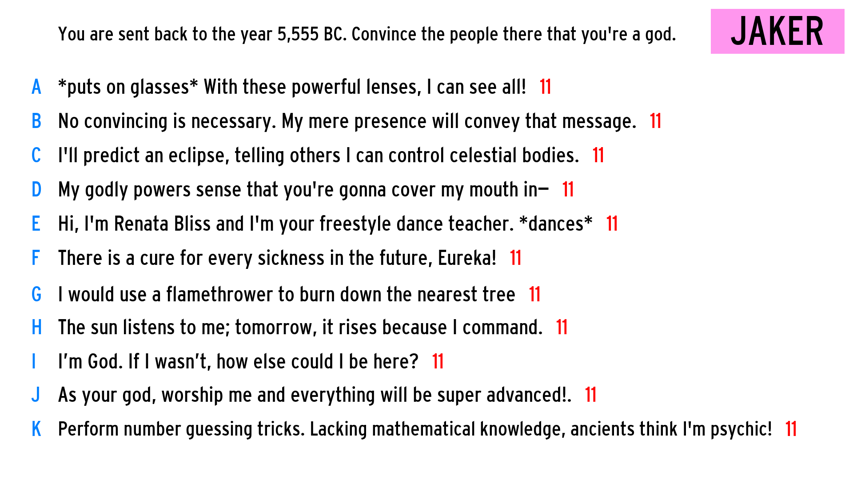 You are sent back to the year 5,555 BC. Convince the people there that you're a god.
JAKER
A *puts on glasses* With these powerful lenses, I can see all! 11
B No convincing is necessary. My mere presence will convey that message. 11
C I'll predict an eclipse, telling others I can control celestial bodies. 11
D My godly powers sense that you're gonna cover my mouth in— 11
E Hi, I'm Renata Bliss and I'm your freestyle dance teacher. *dances* 11
F There is a cure for every sickness in the future, Eureka! 11
G I would use a flamethrower to burn down the nearest tree 11
H The sun listens to me; tomorrow, it rises because I command. 11
I I’m God. If I wasn’t, how else could I be here? 11
J As your god, worship me and everything will be super advanced!. 11
K Perform number guessing tricks. Lacking mathematical knowledge, ancients think I'm psychic! 11